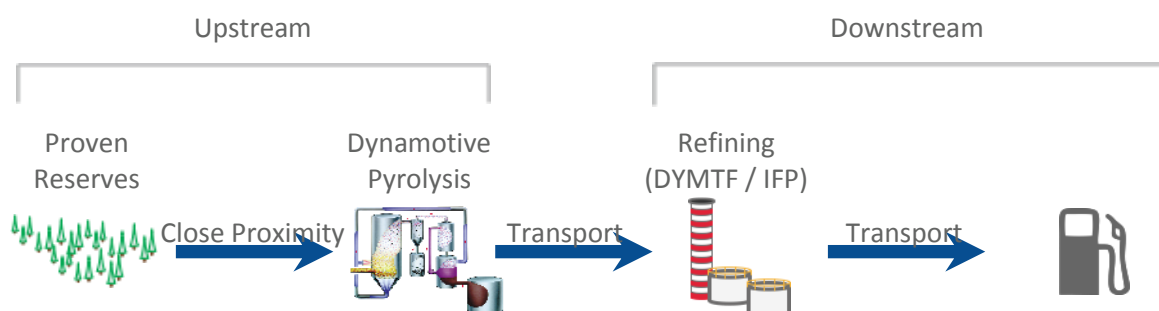 Upstream
Downstream
Proven
Reserves
Dynamotive
Pyrolysis
Refining
(DYMTF / IFP)
Close Proximity
Transport
Transport